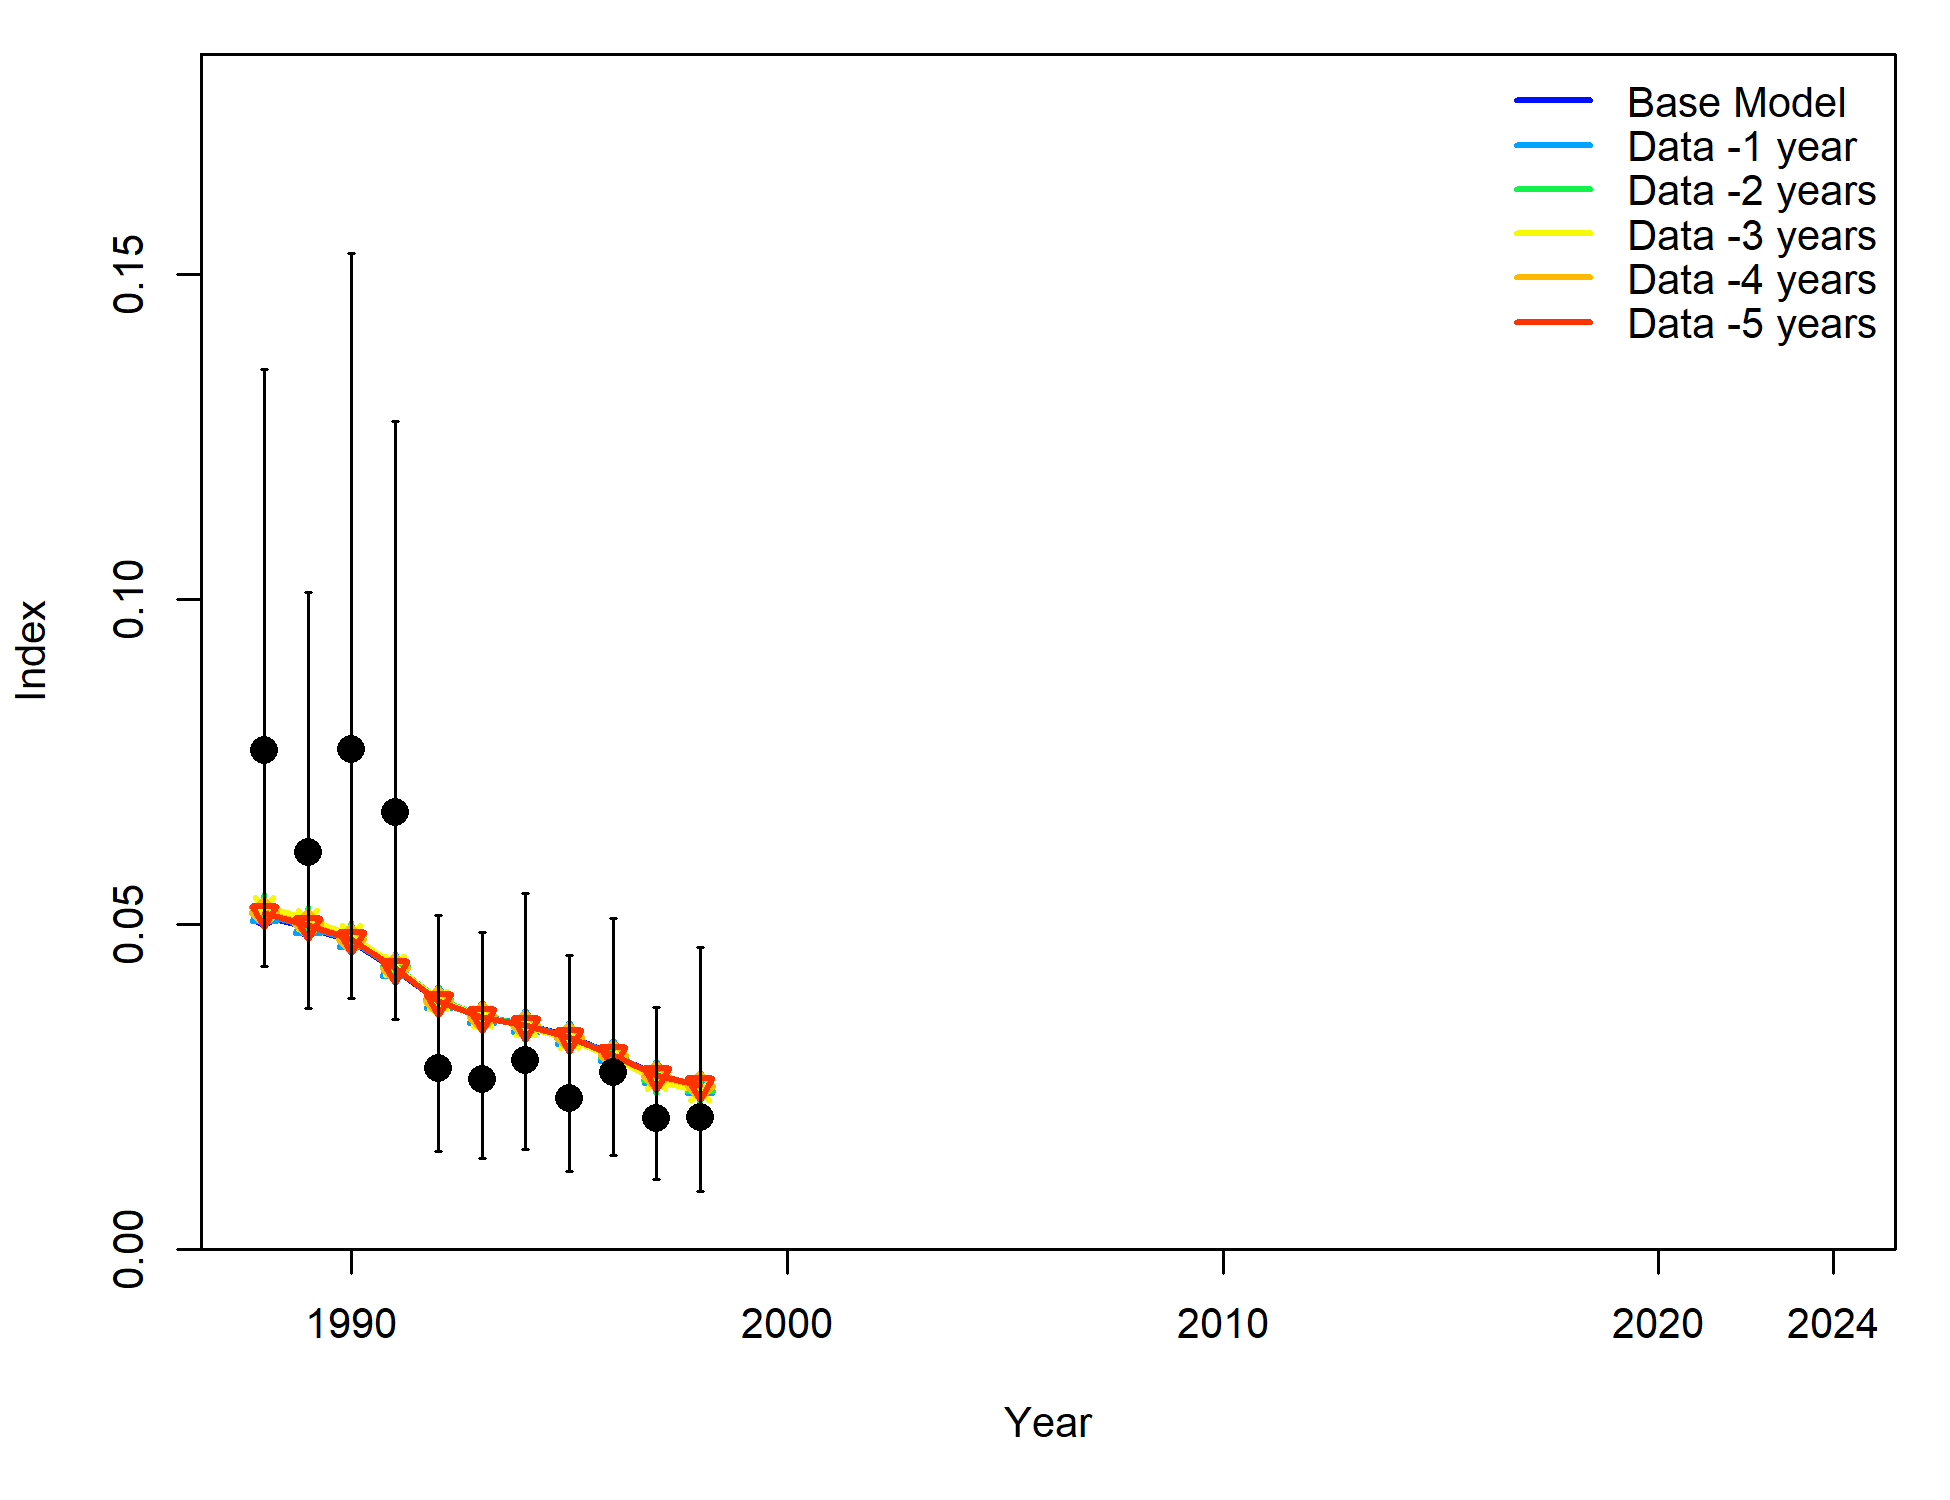 Base Model
Data -1 year
Data -2 years
Data -3 years
Data -4 years
Data -5 years
0.15
0.10
0.05
0.00
Index
1990 2000 2010 2020 2024
Year